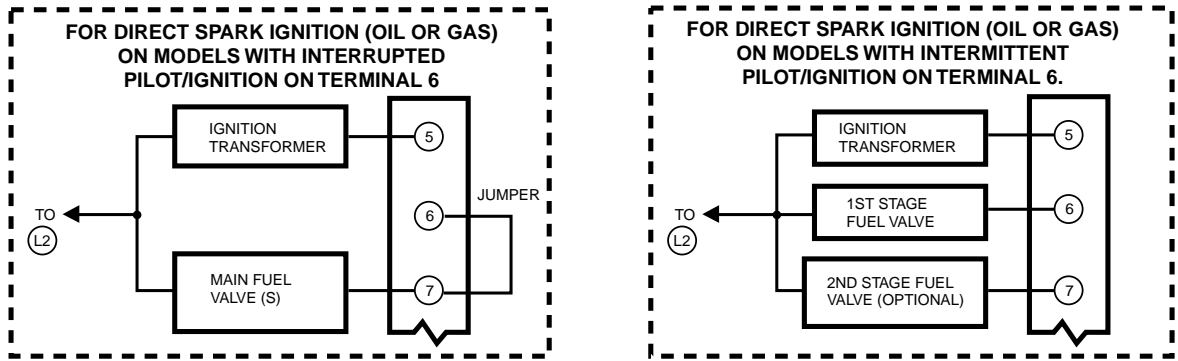 FOR DIRECT SPARK IGNITION (OIL OR GAS)
ON MODELS WITH INTERRUPTED
PILOT/IGNITION ON TERMINAL 6
IGNITION
TRANSFORMER
5
JUMPER
6
TO
L2
MAIN FUEL
VALVE (S)
7
FOR DIRECT SPARK IGNITION (OIL OR GAS)
ON MODELS WITH INTERMITTENT
PILOT/IGNITION ON TERMINAL 6.
IGNITION
TRANSFORMER
5
1ST STAGE
FUEL VALVE
6
TO
L2
2ND STAGE FUEL
VALVE (OPTIONAL)
7